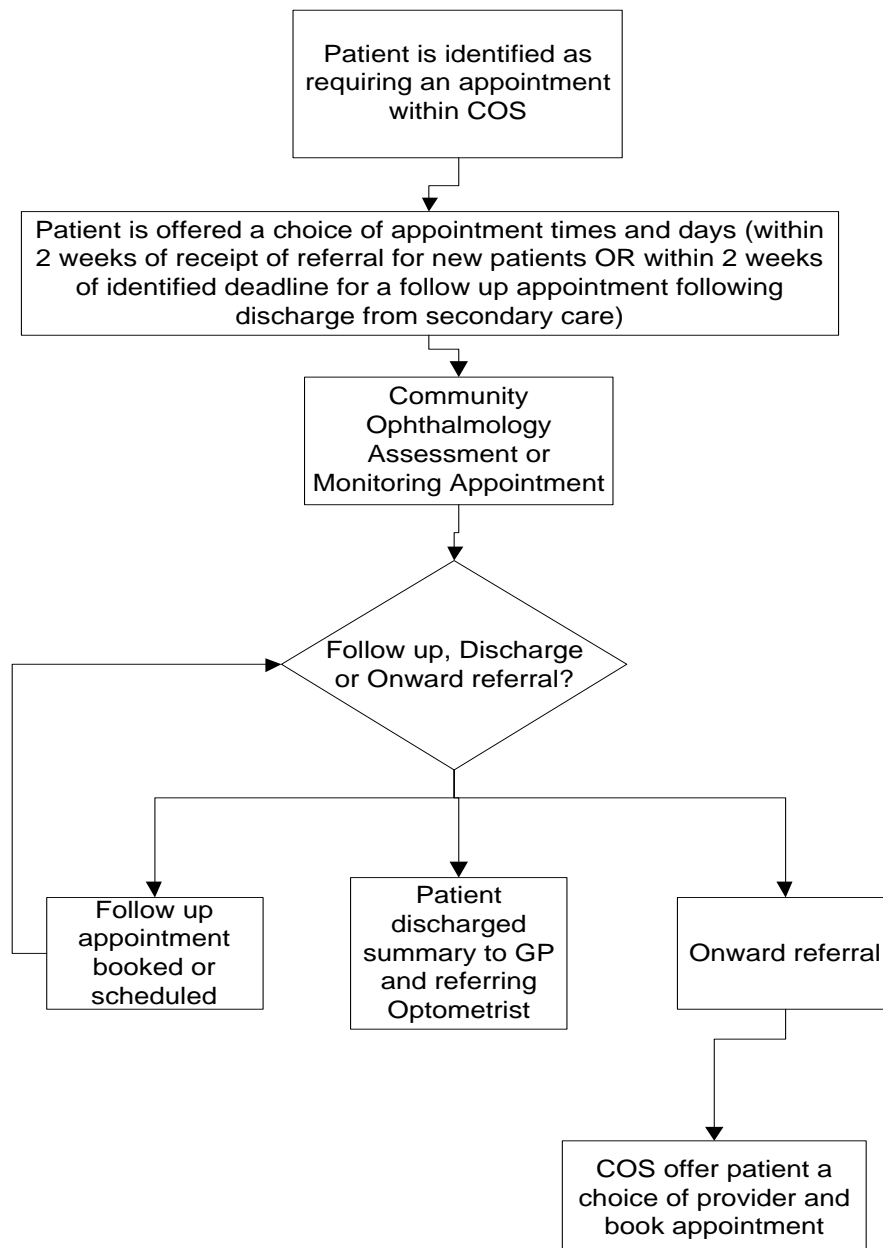 Patient is identified as
requiring an appointment
within COS
Patient is offered a choice of appointment times and days (within
2 weeks of receipt of referral for new patients OR within 2 weeks
of identified deadline for a follow up appointment following
discharge from secondary care)
Community
Ophthalmology
Assessment or
Monitoring Appointment
Follow up, Discharge
or Onward referral?
Follow up
appointment
booked or
scheduled
Patient
discharged
summary to GP
and referring
Optometrist
Onward referral
COS offer patient a
choice of provider and
book appointment